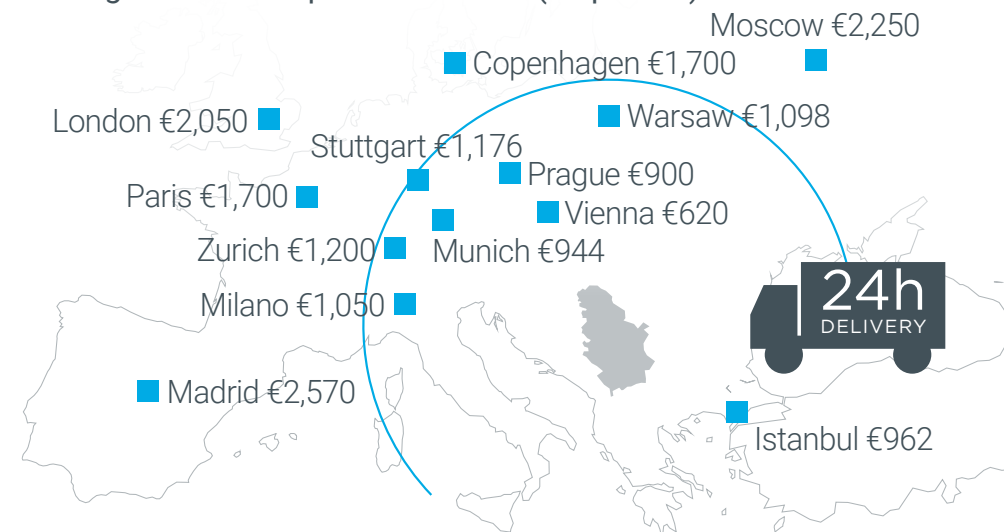 Moscow €2,250
Copenhagen €1,700
London €2,050
Warsaw €1,098
Stuttgart €1,176
Prague €900
Paris €1,700
Vienna €620
Zurich €1,200
Munich €944
24h
DELIVERY
Milano €1,050
Madrid €2,570
Istanbul €962